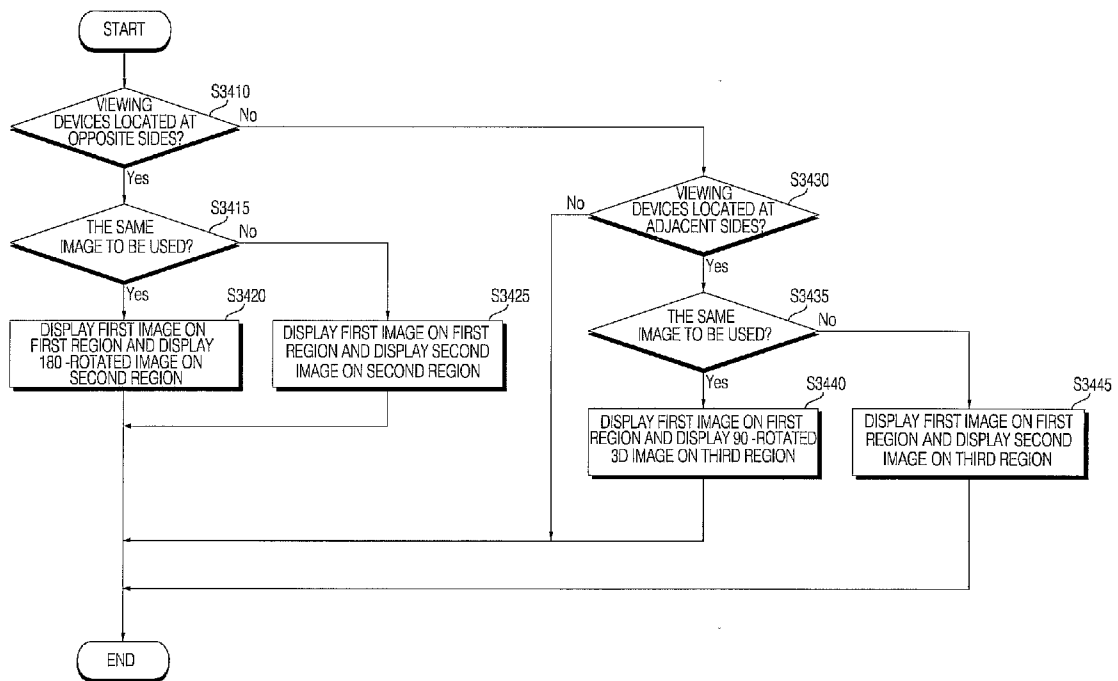 START
S3410
VIEWING
DEVICES LOCATED AT
OPPOSITE SIDES?
No
Yes
S3415
THE SAME
IMAGE TO BE USED?
No
Yes
S3420
DISPLAY FIRST IMAGE ON
FIRST REGION AND DISPLAY
180 -ROTATED IMAGE ON
SECOND REGION
S3425
DISPLAY FIRST IMAGE ON FIRST
REGION AND DISPLAY SECOND
IMAGE ON SECOND REGION
S3430
VIEWING
DEVICES LOCATED AT
ADJACENT SIDES?
No
Yes
S3435
THE SAME
IMAGE TO BE USED?
No
Yes
S3440
DISPLAY FIRST IMAGE ON FIRST
REGION AND DISPLAY 90 -ROTATED
3D IMAGE ON THIRD REGION
S3445
DISPLAY FIRST IMAGE ON FIRST
REGION AND DISPLAY SECOND
IMAGE ON THIRD REGION
END